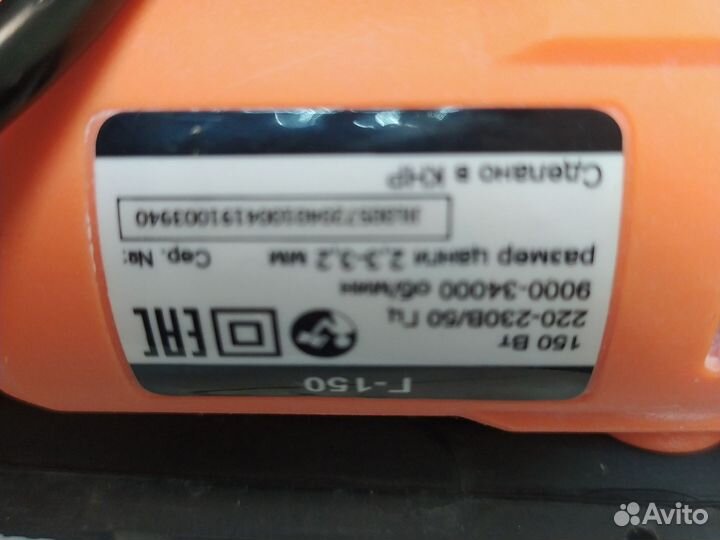 Г-150
150 Вт
220-230В/50 Гц
9000-34000 об/мин
размер цанги 2,3-3,2 мм Сер. №:
Сделано в КНР
EAC
Avito